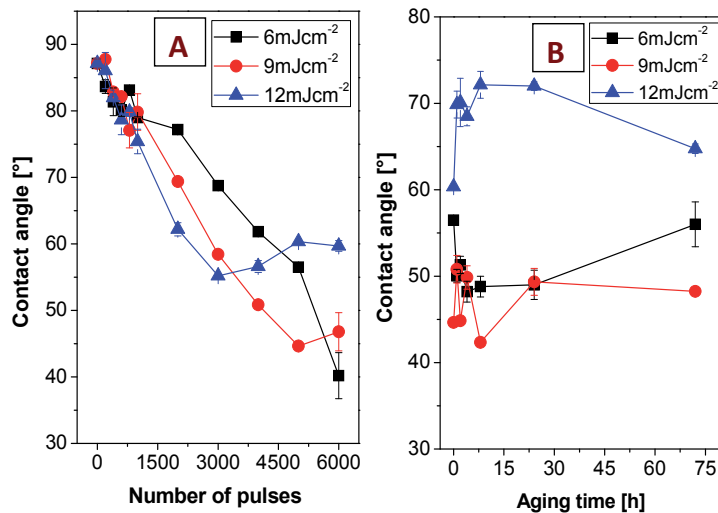 A
6mJcm⁻²
9mJcm⁻²
12mJcm⁻²
Contact angle [°]
90
80
70
60
50
40
30
0
1500
3000
4500
6000
Number of pulses
B
6mJcm⁻²
9mJcm⁻²
12mJcm⁻²
Contact angle [°]
80
70
60
50
40
30
0
15
30
45
60
75
Aging time [h]